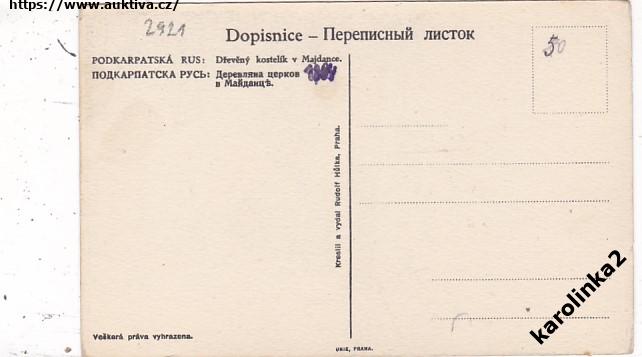 https://www.auktiva.cz/
2921
Dopisnice – Переписный листок
50
PODKARPATSKÁ RUS: Dřevěný kostelík v Majdance.
ПОДКАРПАТСКА РУСЬ: Деревляна церков
в Майданцѣ.
Kreslil a vydal Rudolf Hůlka, Praha.
Veškerá práva vyhrazena.
UNIE, PRAHA.
karolinka2